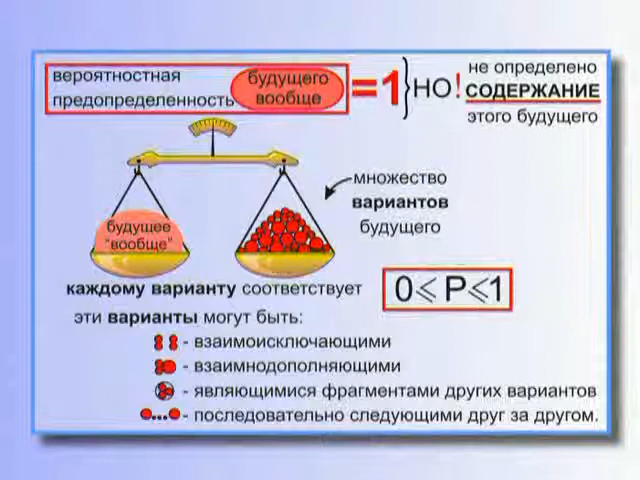 вероятностная
предопределенность
будущего
вообще
=1
НО!
не определено
СОДЕРЖАНИЕ
этого будущего
множество
вариантов
будущего
будущее
"вообще"
каждому варианту соответствует
0⩽P⩽1
эти варианты могут быть:
- взаимоисключающими
- взаимнодополняющими
- являющимися фрагментами других вариантов
- последовательно следующими друг за другом.